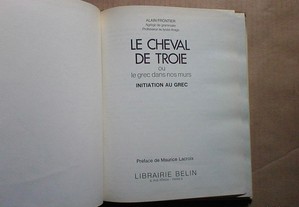 ALAIN FRONTIER
LE CHEVAL
DE TROIE
ou
le grec dans nos murs
INITIATION AU GREC
Préface de Maurice Lacroix
LIBRAIRIE BELIN